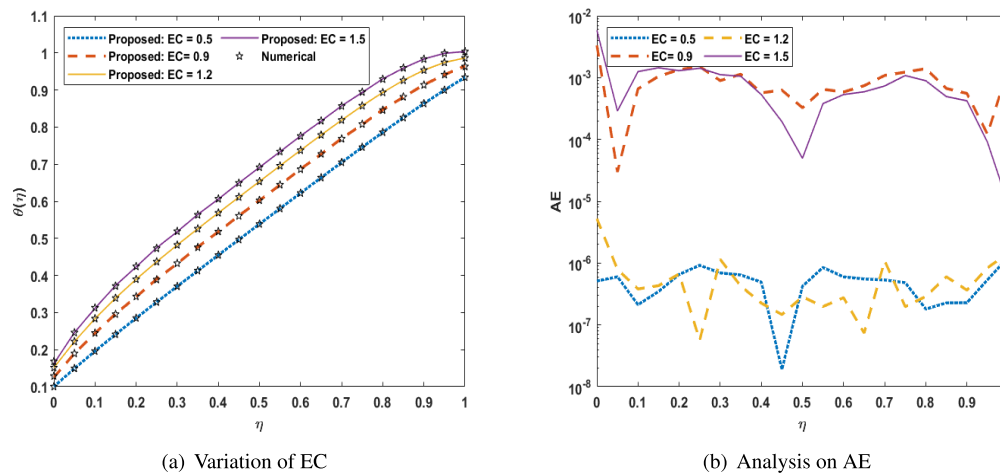 1.1
1
0.9
0.8
0.7
0.6
0.5
0.4
0.3
0.2
0.1
θ(η)
Proposed: EC = 0.5
Proposed: EC = 0.9
Proposed: EC = 1.2
Proposed: EC = 1.5
Numerical
0 0.1 0.2 0.3 0.4 0.5 0.6 0.7 0.8 0.9 1
η
(a) Variation of EC
10-2
10-3
10-4
10-5
10-6
10-7
10-8
AE
EC = 0.5
EC= 0.9
EC = 1.2
EC = 1.5
0 0.1 0.2 0.3 0.4 0.5 0.6 0.7 0.8 0.9
η
(b) Analysis on AE